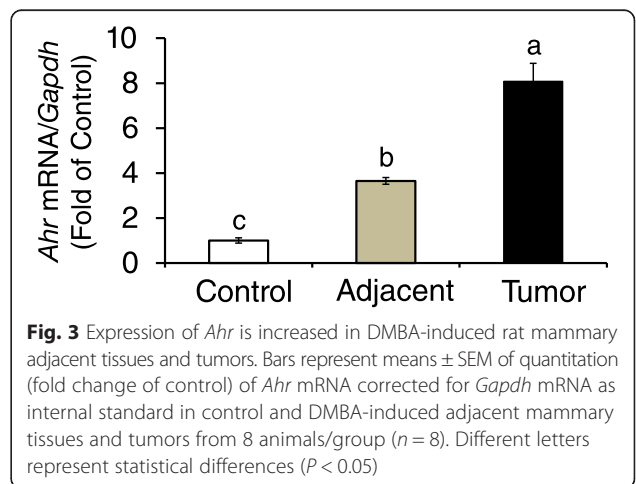 10
8
6
4
2
0
Ahr mRNA/Gapdh
(Fold of Control)
c
b
a
Control Adjacent Tumor
Fig. 3 Expression of Ahr is increased in DMBA-induced rat mammary
adjacent tissues and tumors. Bars represent means ± SEM of quantitation
(fold change of control) of Ahr mRNA corrected for Gapdh mRNA as
internal standard in control and DMBA-induced adjacent mammary
tissues and tumors from 8 animals/group (n = 8). Different letters
represent statistical differences (P < 0.05)